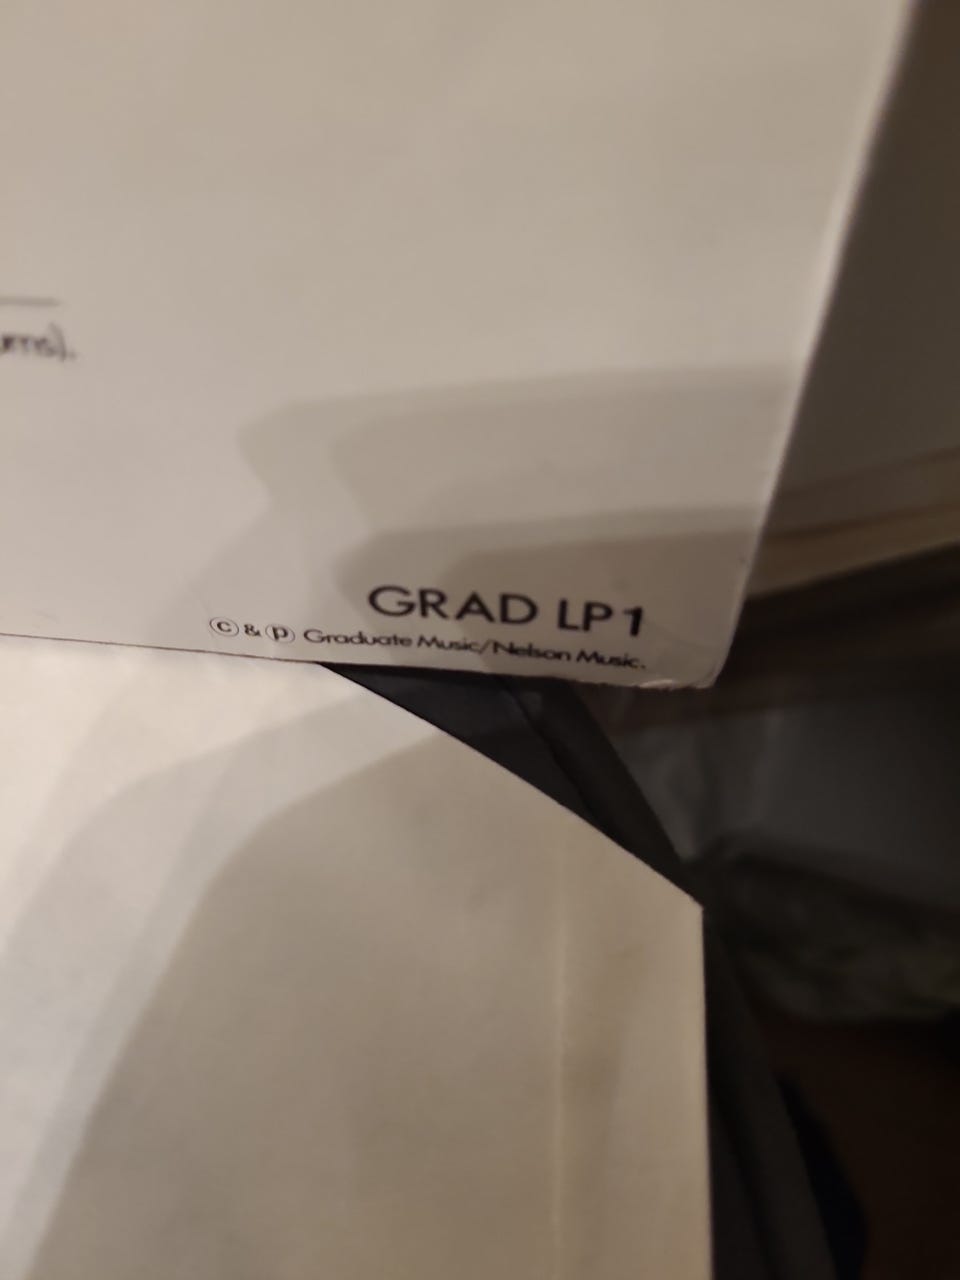 GRAD LP1
© & ℗ Graduate Music/Nelson Music.